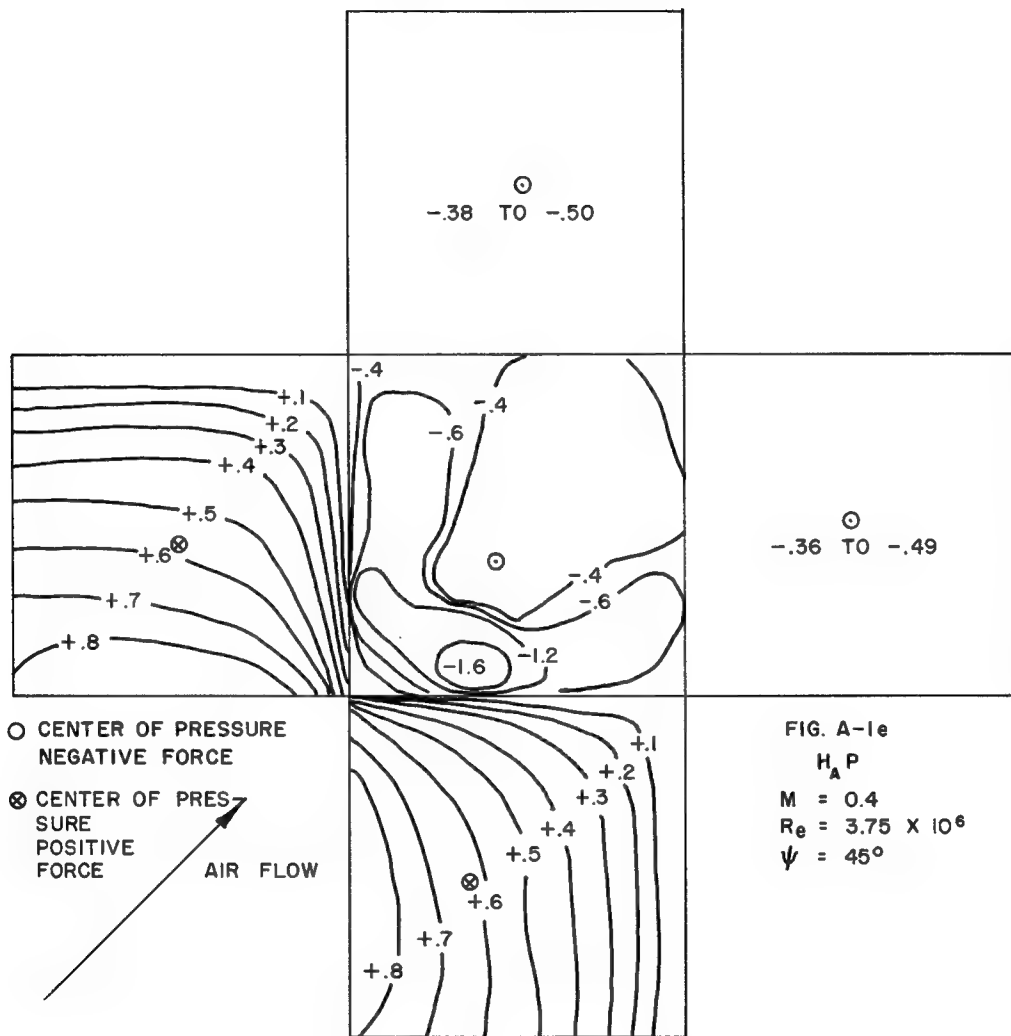 -.38 TO -.50
-.4
+.1
-.4
+.2
-.6
+.3
+.4
+.5
-.36 TO -.49
+.6
-.4
+.7
-.6
+.8
-1.6
-1.2
○ CENTER OF PRESSURE
NEGATIVE FORCE
⊗ CENTER OF PRES-
SURE
POSITIVE
FORCE
AIR FLOW
+.1
+.2
+.3
+.4
+.5
+.6
+.7
+.8
FIG. A-1e
H_A P
M = 0.4
Re = 3.75 X 10⁶
ψ = 45°